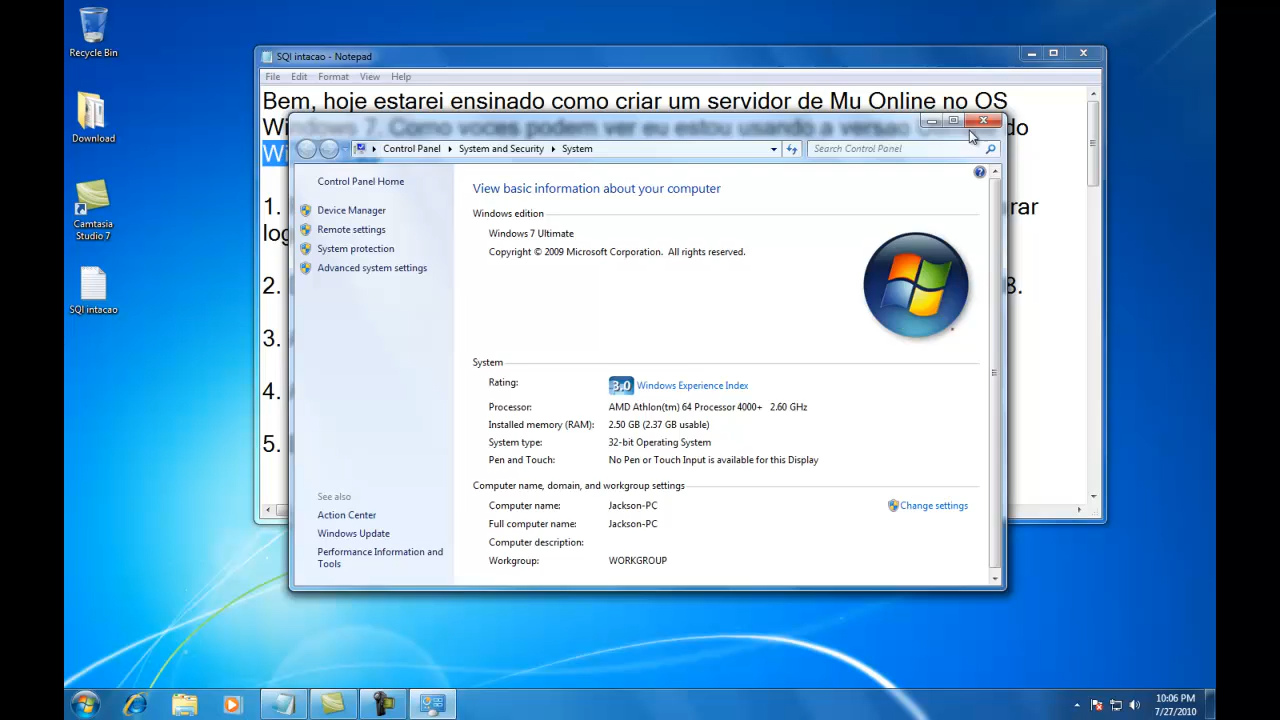 Recycle Bin
Download
Camtasia
Studio 7
SQl intacao
SQl intacao - Notepad
File Edit Format View Help
Bem, hoje estarei ensinado como criar um servidor de Mu Online no OS
Windows 7. Como voces podem ver eu estou usando a versao do
Wi
1. rar
log
2. 8.
3.
4.
5.
Control Panel System and Security System
Search Control Panel
Control Panel Home
Device Manager
Remote settings
System protection
Advanced system settings
See also
Action Center
Windows Update
Performance Information and
Tools
View basic information about your computer
Windows edition
Windows 7 Ultimate
Copyright © 2009 Microsoft Corporation. All rights reserved.
System
Rating: 3.0 Windows Experience Index
Processor: AMD Athlon(tm) 64 Processor 4000+ 2.60 GHz
Installed memory (RAM): 2.50 GB (2.37 GB usable)
System type: 32-bit Operating System
Pen and Touch: No Pen or Touch Input is available for this Display
Computer name, domain, and workgroup settings
Computer name: Jackson-PC
Change settings
Full computer name: Jackson-PC
Computer description:
Workgroup: WORKGROUP
10:06 PM
7/27/2010